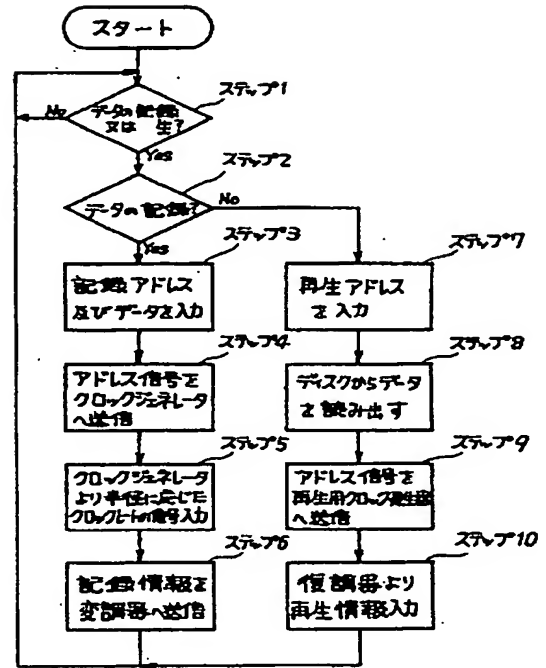 スタート
ステップ1
データの記録
又は 生?
No
Yes
ステップ2
データの記録?
No
Yes
ステップ3
記録アドレス
及びデータを入力
ステップ4
アドレス信号を
クロックジェネレータ
へ送信
ステップ5
クロックジェネレータ
より半径に応じた
クロックレートの信号入力
ステップ6
記録情報を
変調器へ送信
ステップ7
再生アドレス
を入力
ステップ8
ディスクからデータ
を読み出す
ステップ9
アドレス信号を
再生用クロック発生器
へ送信
ステップ10
復調器より
再生情報入力